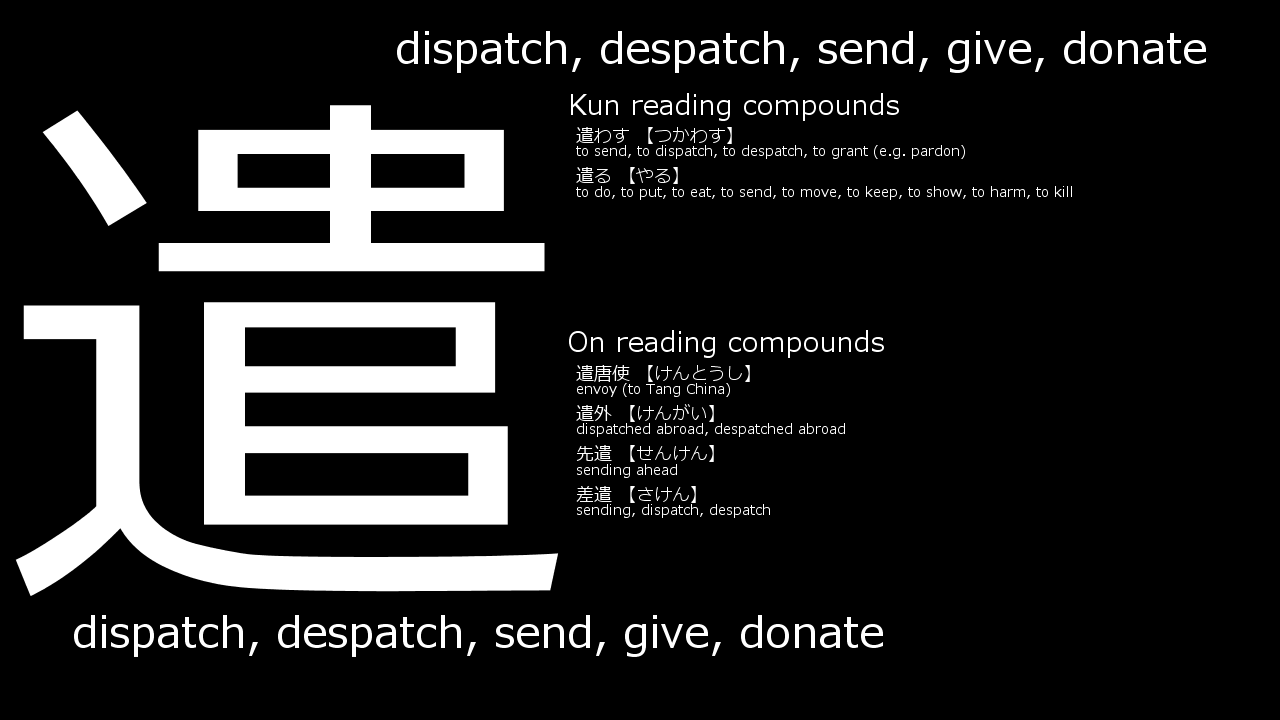 dispatch, despatch, send, give, donate
遣
Kun reading compounds
遣わす 【つかわす】
to send, to dispatch, to despatch, to grant (e.g. pardon)
遣る 【やる】
to do, to put, to eat, to send, to move, to keep, to show, to harm, to kill
On reading compounds
遣唐使 【けんとうし】
envoy (to Tang China)
遣外 【けんがい】
dispatched abroad, despatched abroad
先遣 【せんけん】
sending ahead
差遣 【さけん】
sending, dispatch, despatch
dispatch, despatch, send, give, donate